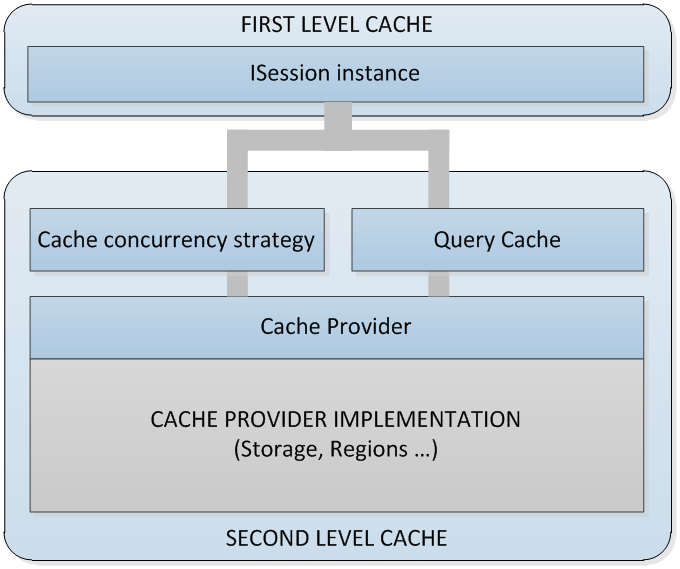 FIRST LEVEL CACHE
ISession instance
Cache concurrency strategy
Query Cache
Cache Provider
CACHE PROVIDER IMPLEMENTATION
(Storage, Regions ...)
SECOND LEVEL CACHE